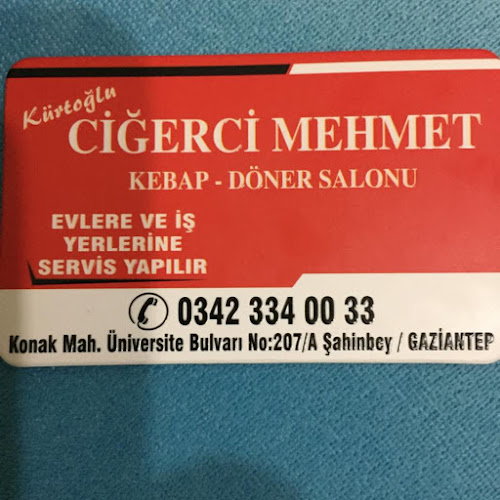 Kürtoğlu
CİĞERCİ MEHMET
KEBAP - DÖNER SALONU
EVLERE VE İŞ
YERLERİNE
SERVİS YAPILIR
0342 334 00 33
Konak Mah. Üniversite Bulvarı No:207/A Şahinbey / GAZİANTEP